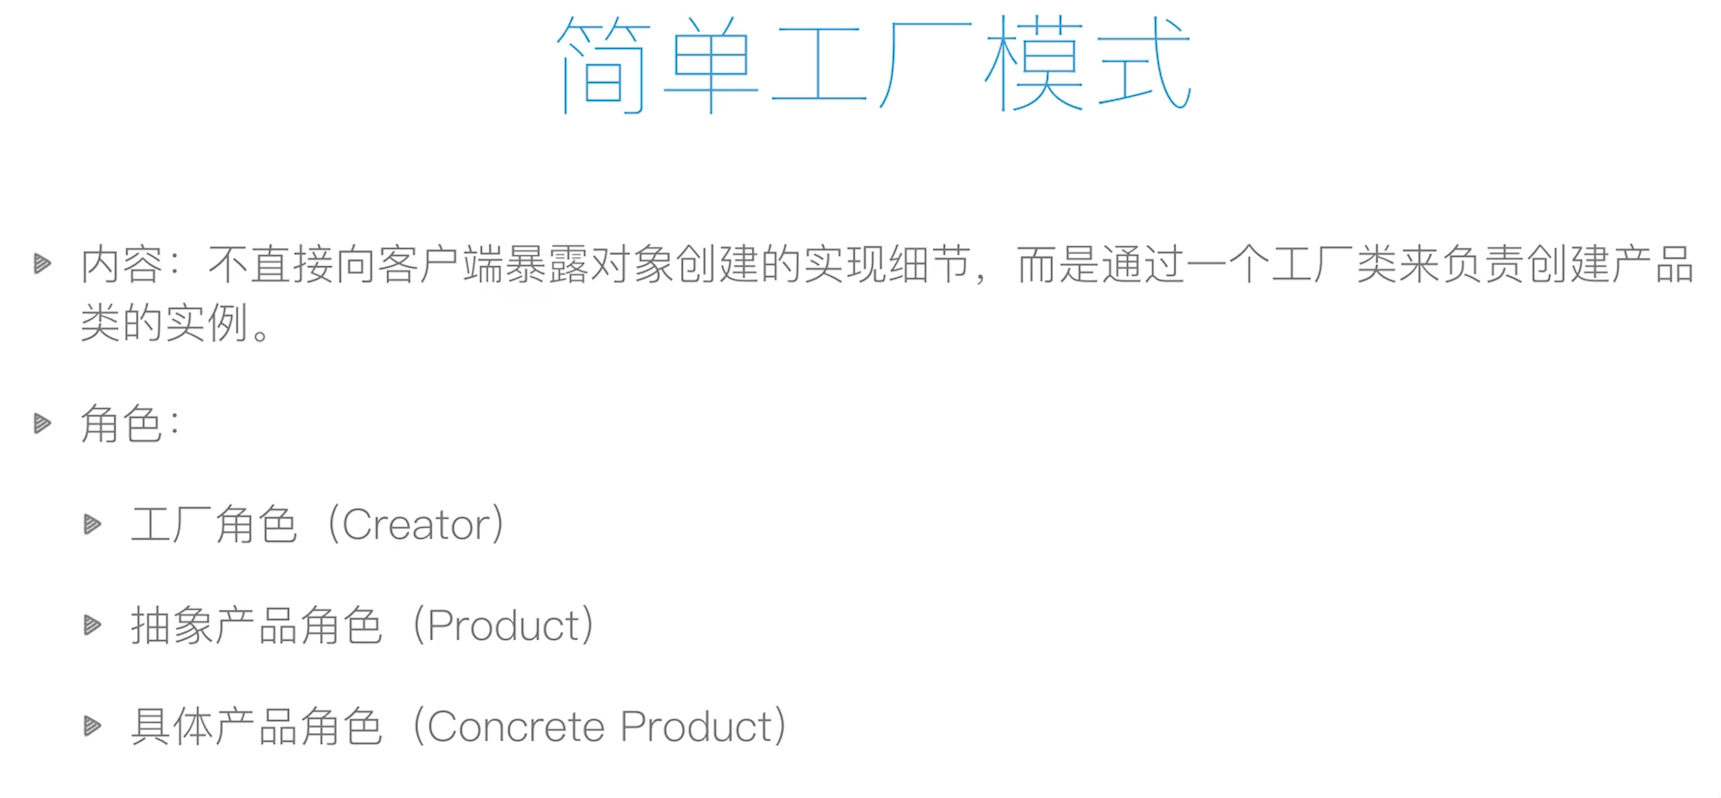 简单工厂模式
内容：不直接向客户端暴露对象创建的实现细节，而是通过一个工厂类来负责创建产品
类的实例。
角色：
工厂角色（Creator）
抽象产品角色（Product）
具体产品角色（Concrete Product）